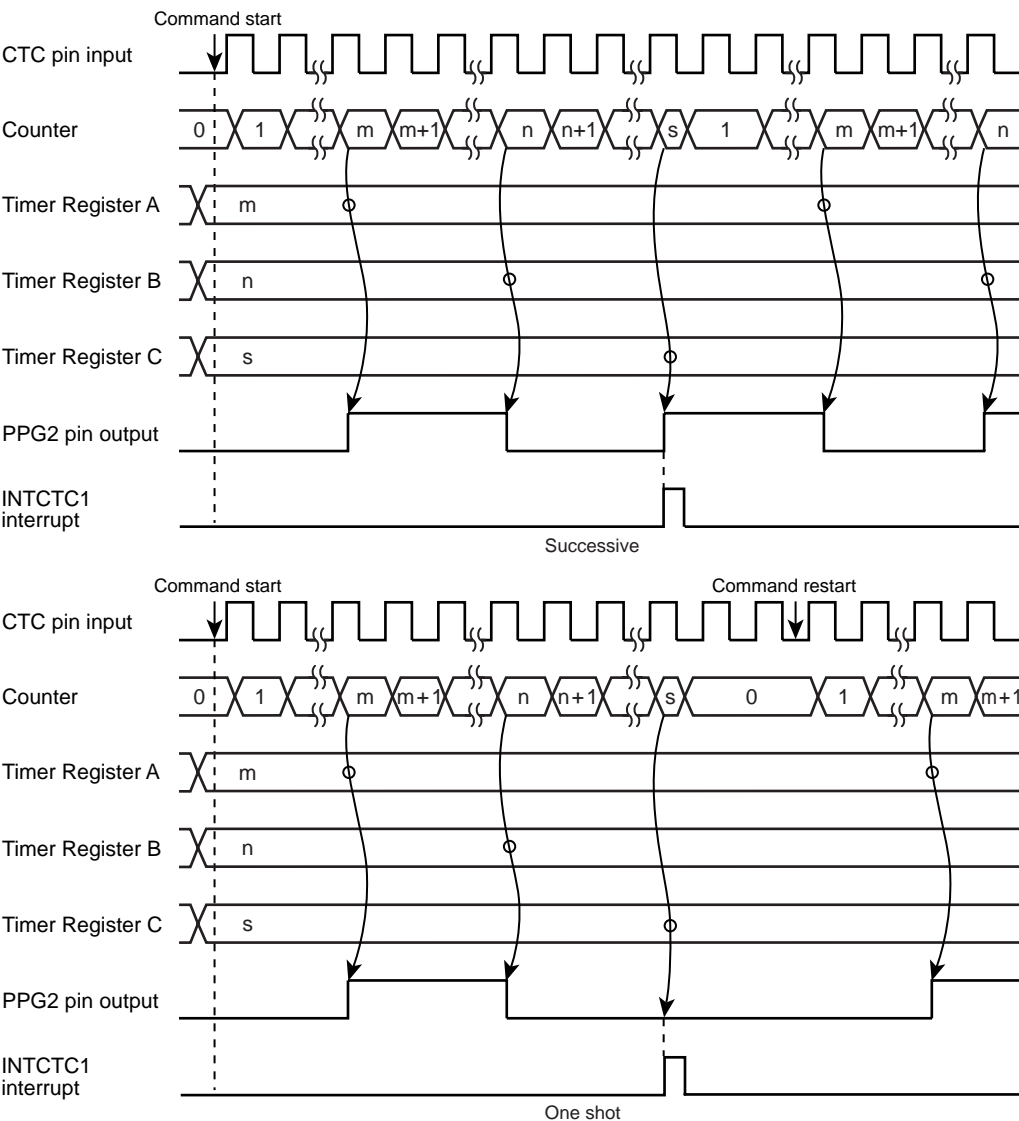 Command start
CTC pin input
Counter 0 1 m m+1 n n+1 s 1 m m+1 n
Timer Register A m
Timer Register B n
Timer Register C s
PPG2 pin output
INTCTC1
interrupt
Successive
Command start Command restart
CTC pin input
Counter 0 1 m m+1 n n+1 s 0 1 m m+1
Timer Register A m
Timer Register B n
Timer Register C s
PPG2 pin output
INTCTC1
interrupt
One shot